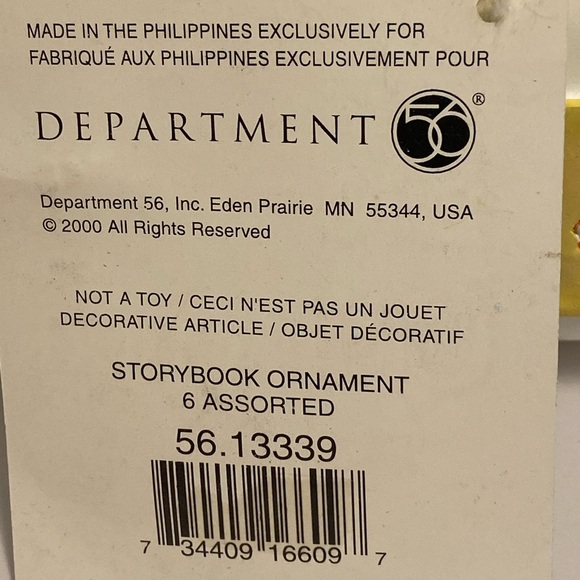 MADE IN THE PHILIPPINES EXCLUSIVELY FOR
FABRIQUÉ AUX PHILIPPINES EXCLUSIVEMENT POUR
DEPARTMENT 56®
Department 56, Inc. Eden Prairie MN 55344, USA
© 2000 All Rights Reserved
NOT A TOY / CECI N'EST PAS UN JOUET
DECORATIVE ARTICLE / OBJET DÉCORATIF
STORYBOOK ORNAMENT
6 ASSORTED
56.13339
7 34409 16609 7